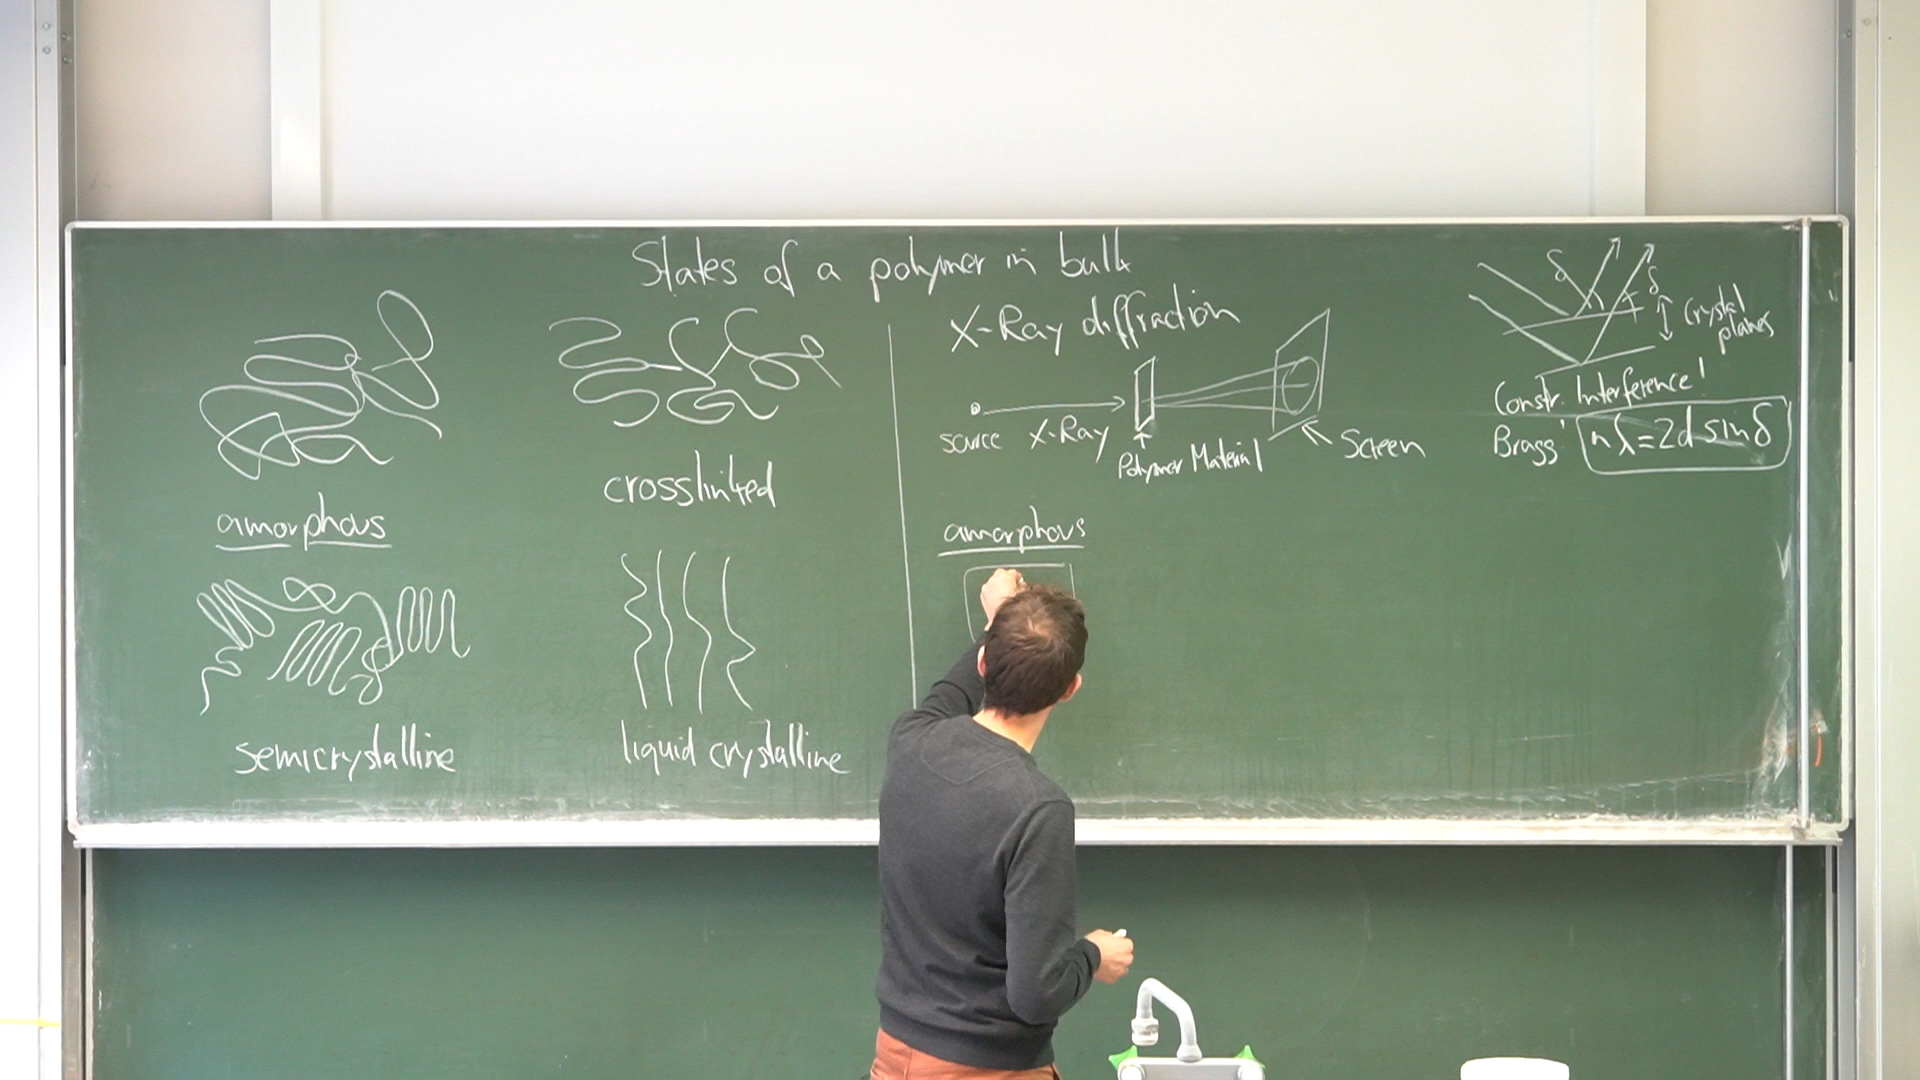 States of a polymer in bulk
amorphous
crosslinked
semicrystalline
liquid crystalline
X-Ray diffraction
source
X-Ray
Polymer Material
Screen
δ
δ
Crystal
planes
Constr. Interference!
Bragg'
nλ=2d sinδ
amorphous